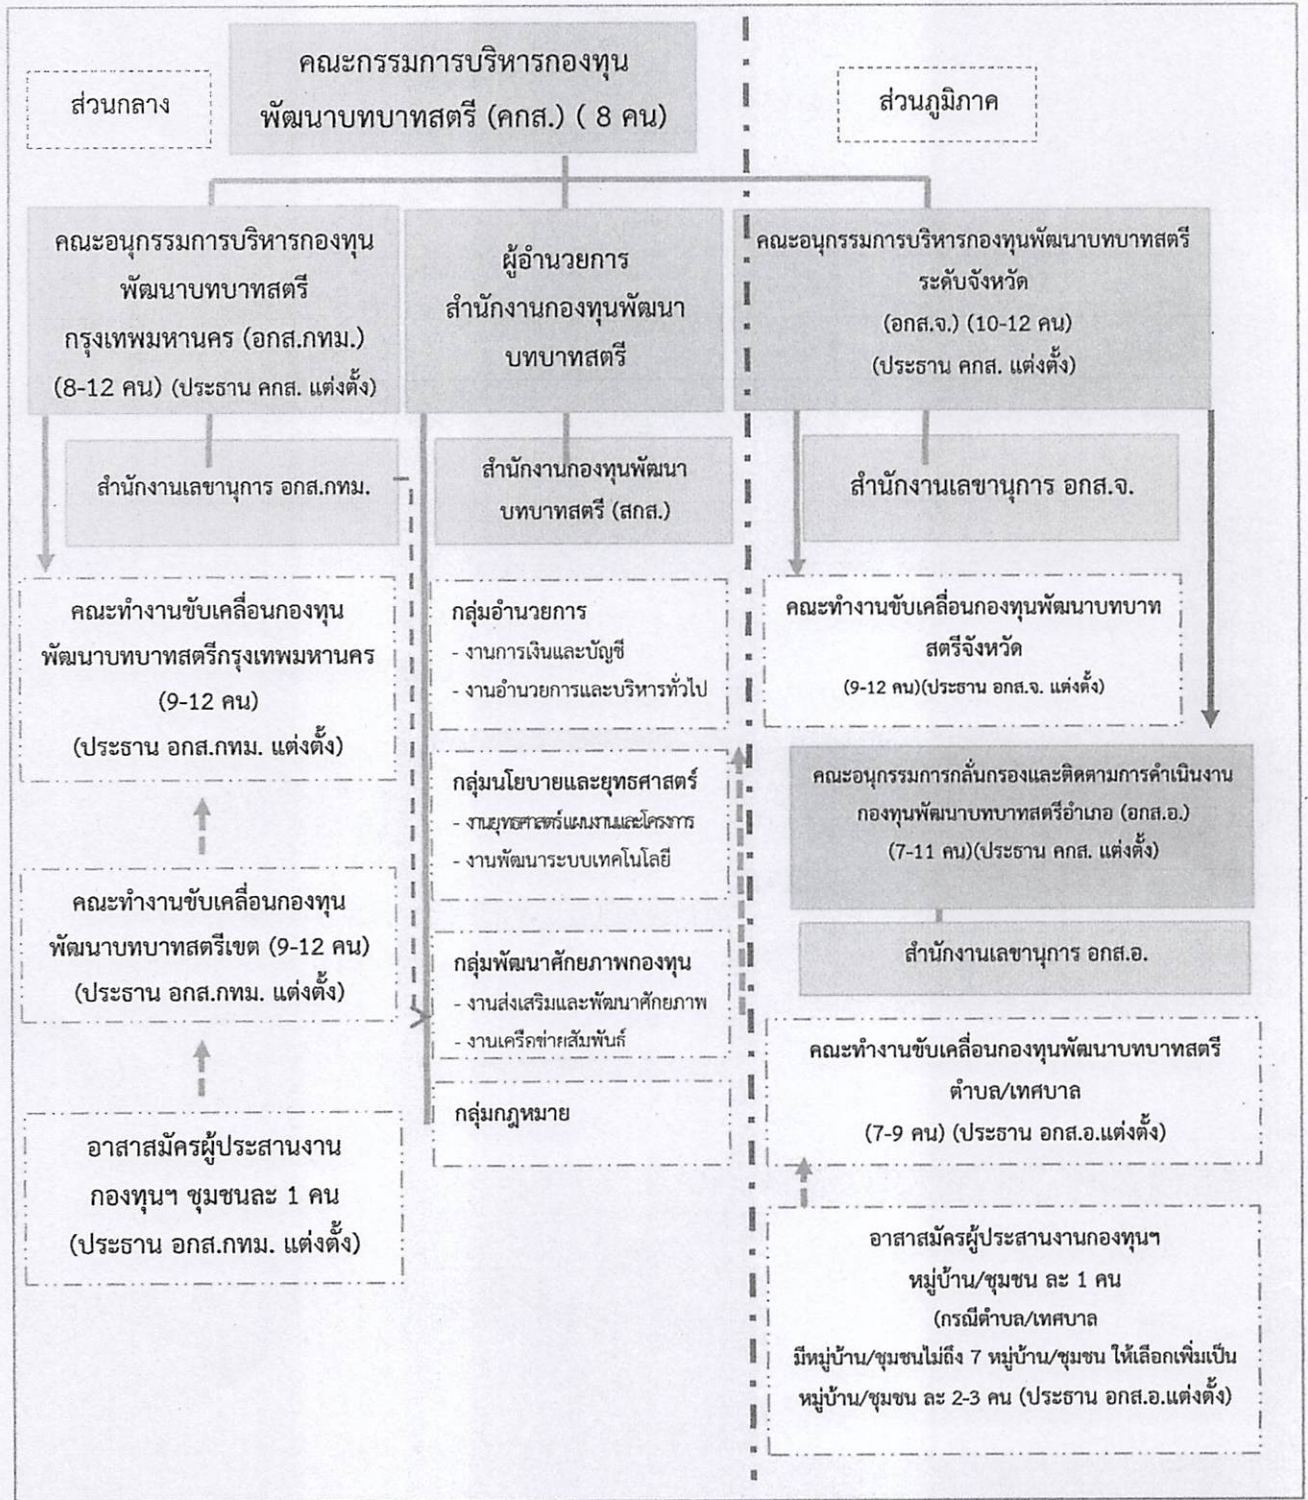 คณะกรรมการบริหารกองทุน
พัฒนาบทบาทสตรี (คกส.) ( 8 คน)
ส่วนกลาง
ส่วนภูมิภาค
คณะอนุกรรมการบริหารกองทุน
พัฒนาบทบาทสตรี
กรุงเทพมหานคร (อกส.กทม.)
(8-12 คน) (ประธาน คกส. แต่งตั้ง)
สำนักงานเลขานุการ อกส.กทม.
คณะทำงานขับเคลื่อนกองทุน
พัฒนาบทบาทสตรีกรุงเทพมหานคร
(9-12 คน)
(ประธาน อกส.กทม. แต่งตั้ง)
คณะทำงานขับเคลื่อนกองทุน
พัฒนาบทบาทสตรีเขต (9-12 คน)
(ประธาน อกส.กทม. แต่งตั้ง)
อาสาสมัครผู้ประสานงาน
กองทุนฯ ชุมชนละ 1 คน
(ประธาน อกส.กทม. แต่งตั้ง)
ผู้อำนวยการ
สำนักงานกองทุนพัฒนา
บทบาทสตรี
สำนักงานกองทุนพัฒนา
บทบาทสตรี (สกส.)
กลุ่มอำนวยการ
- งานการเงินและบัญชี
- งานอำนวยการและบริหารทั่วไป
กลุ่มนโยบายและยุทธศาสตร์
- งานยุทธศาสตร์แผนงานและโครงการ
- งานพัฒนาระบบเทคโนโลยี
กลุ่มพัฒนาศักยภาพกองทุน
- งานส่งเสริมและพัฒนาศักยภาพ
- งานเครือข่ายสัมพันธ์
กลุ่มกฎหมาย
คณะอนุกรรมการบริหารกองทุนพัฒนาบทบาทสตรี
ระดับจังหวัด
(อกส.จ.) (10-12 คน)
(ประธาน คกส. แต่งตั้ง)
สำนักงานเลขานุการ อกส.จ.
คณะทำงานขับเคลื่อนกองทุนพัฒนาบทบาท
สตรีจังหวัด
(9-12 คน)(ประธาน อกส.จ. แต่งตั้ง)
คณะอนุกรรมการกลั่นกรองและติดตามการดำเนินงาน
กองทุนพัฒนาบทบาทสตรีอำเภอ (อกส.อ.)
(7-11 คน)(ประธาน คกส. แต่งตั้ง)
สำนักงานเลขานุการ อกส.อ.
คณะทำงานขับเคลื่อนกองทุนพัฒนาบทบาทสตรี
ตำบล/เทศบาล
(7-9 คน) (ประธาน อกส.อ.แต่งตั้ง)
อาสาสมัครผู้ประสานงานกองทุนฯ
หมู่บ้าน/ชุมชน ละ 1 คน
(กรณีตำบล/เทศบาล
มีหมู่บ้าน/ชุมชนไม่ถึง 7 หมู่บ้าน/ชุมชน ให้เลือกเพิ่มเป็น
หมู่บ้าน/ชุมชน ละ 2-3 คน (ประธาน อกส.อ.แต่งตั้ง)